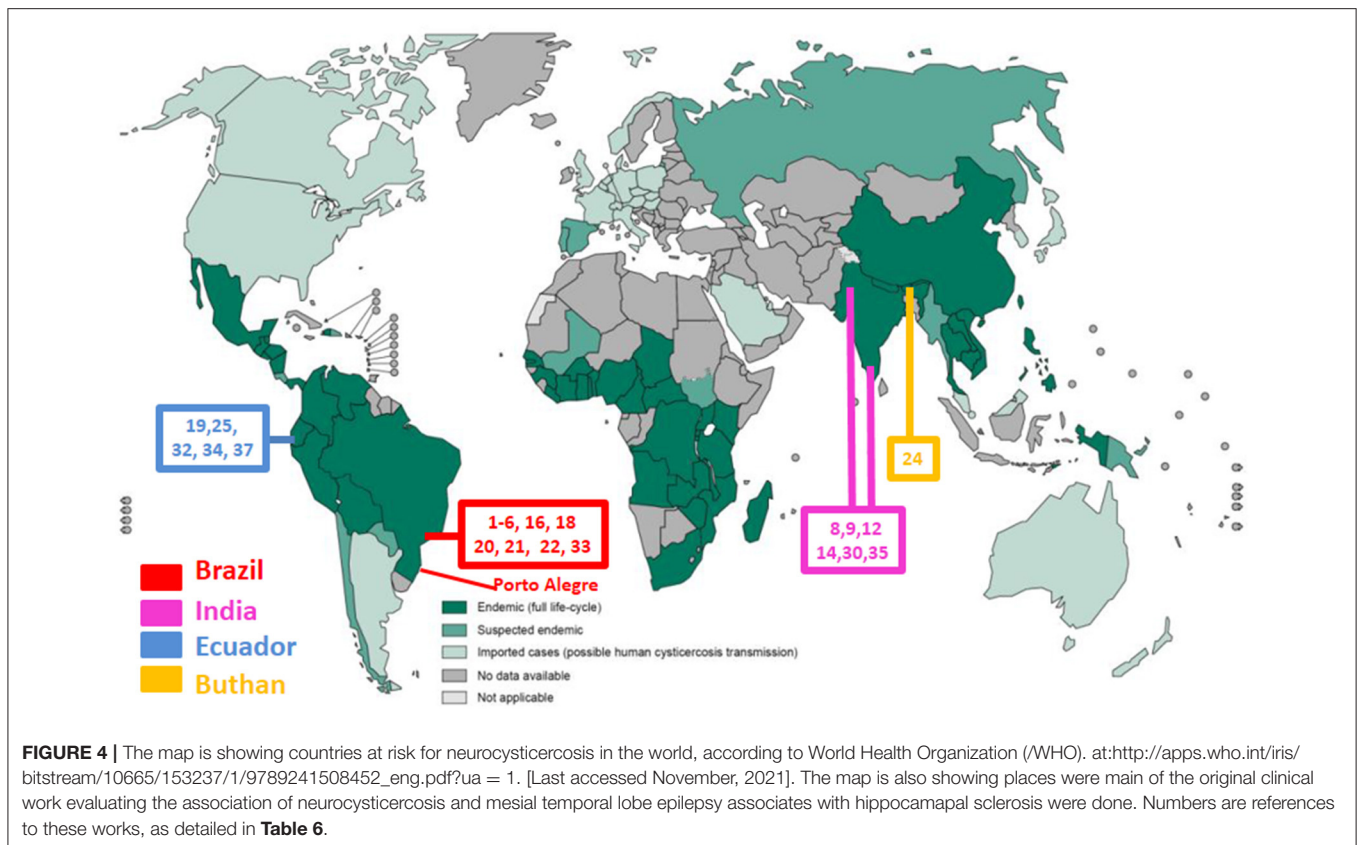 19,25,
32, 34, 37
1-6, 16, 18
20, 21, 22, 33
Porto Alegre
8,9,12
14,30,35
24
Brazil
India
Ecuador
Buthan
Endemic (full life-cycle)
Suspected endemic
Imported cases (possible human cysticercosis transmission)
No data available
Not applicable
FIGURE 4 | The map is showing countries at risk for neurocysticercosis in the world, according to World Health Organization (/WHO). at:http://apps.who.int/iris/
bitstream/10665/153237/1/9789241508452_eng.pdf?ua = 1. [Last accessed November, 2021]. The map is also showing places were main of the original clinical
work evaluating the association of neurocysticercosis and mesial temporal lobe epilepsy associates with hippocamapal sclerosis were done. Numbers are references
to these works, as detailed in Table 6.